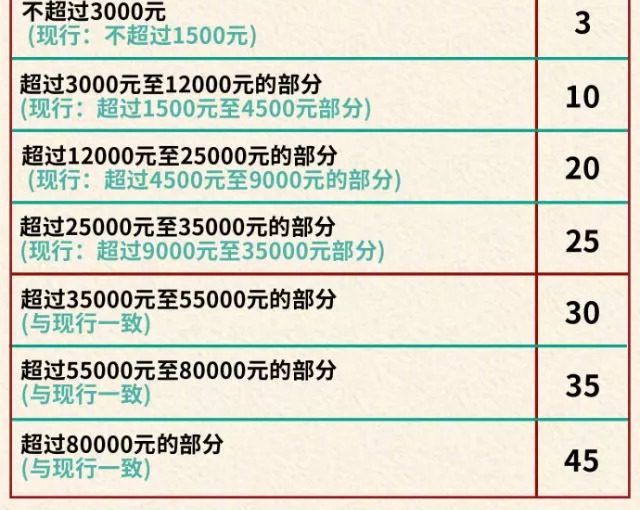 不超过3000元
3
(现行：不超过1500元)
超过3000元至12000元的部分
10
(现行：超过1500元至4500元部分)
超过12000元至25000元的部分
20
(现行：超过4500元至9000元的部分)
超过25000元至35000元的部分
25
(现行：超过9000元至35000元部分)
超过35000元至55000元的部分
30
(与现行一致)
超过55000元至80000元的部分
35
(与现行一致)
超过80000元的部分
45
(与现行一致)